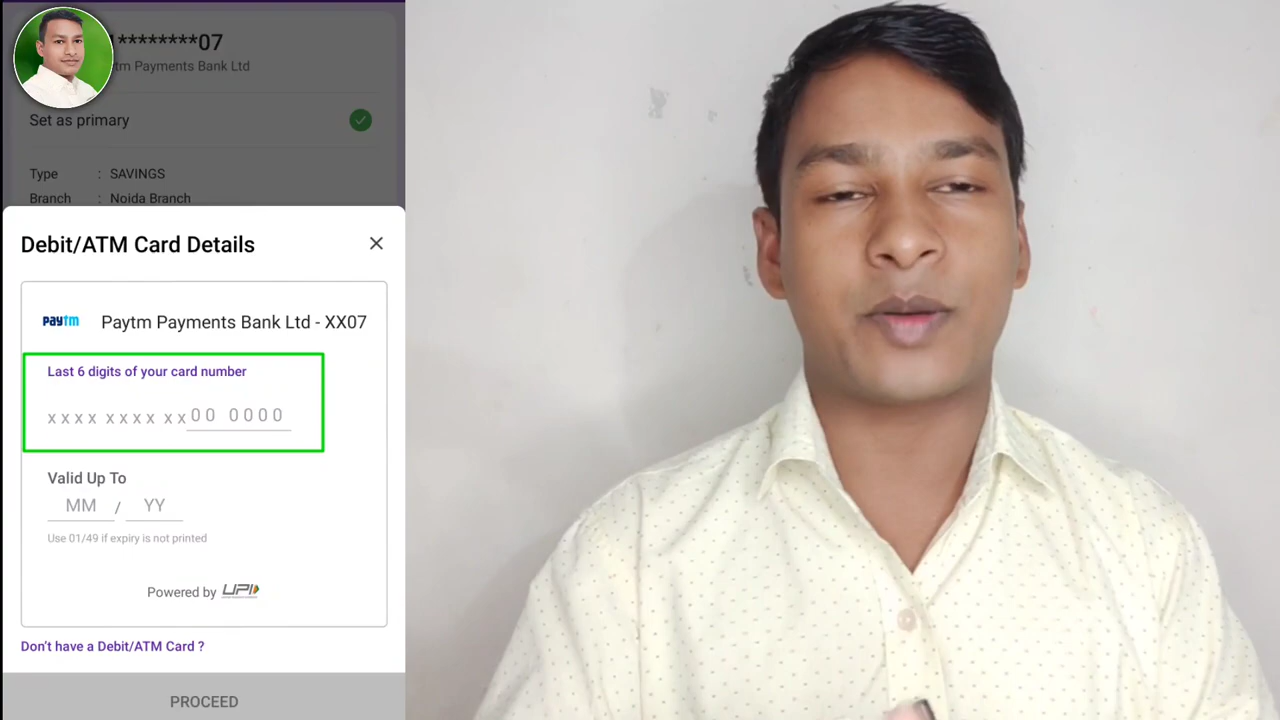 ********07
tm Payments Bank Ltd
Set as primary
Type : SAVINGS
Branch : Noida Branch
Debit/ATM Card Details
paytm Paytm Payments Bank Ltd - XX07
Last 6 digits of your card number
xxxx xxxx xx00 0000
Valid Up To
MM / YY
Use 01/49 if expiry is not printed
Powered by UPI
Don't have a Debit/ATM Card ?
PROCEED